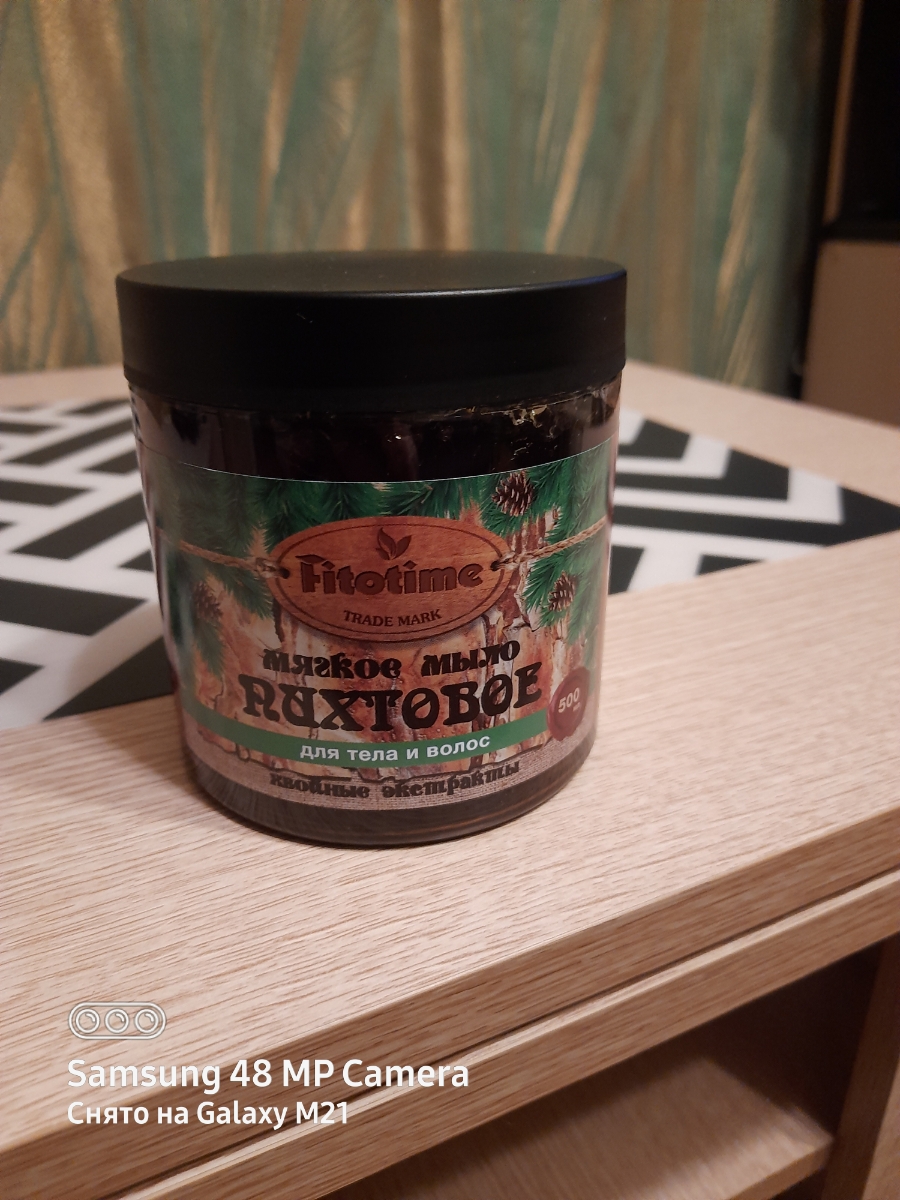 Fitotime
TRADE MARK
мягкое мыло
ПИХТОВОЕ
500
для тела и волос
хвойные экстракты
Samsung 48 MP Camera
Снято на Galaxy M21